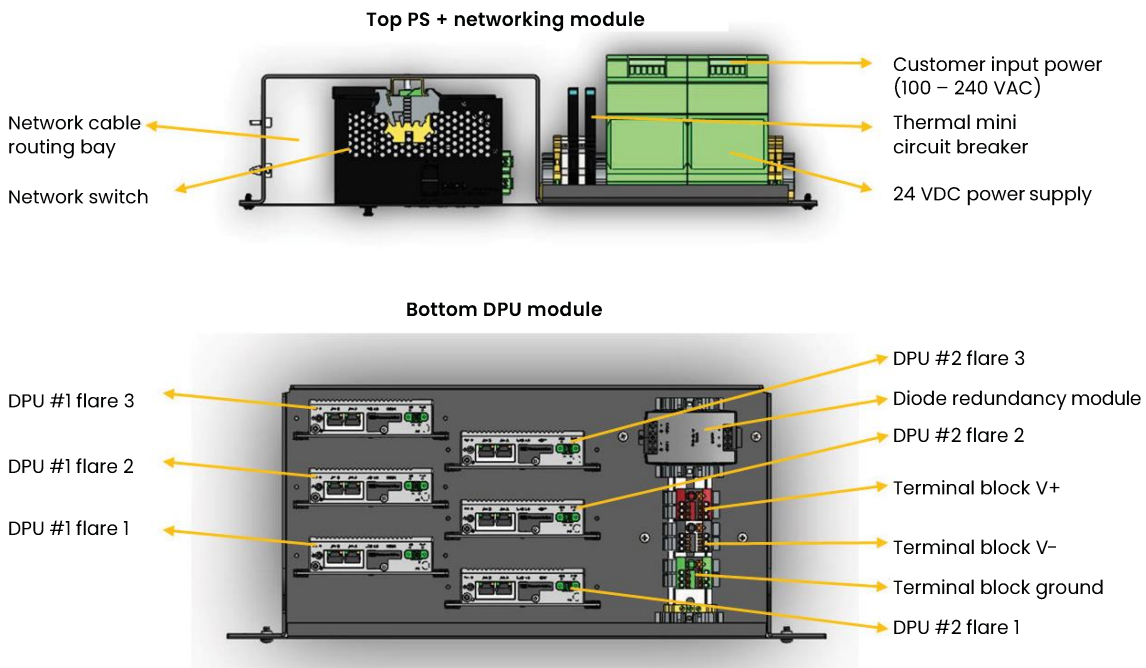 Top PS + networking module
Network cable
routing bay
Network switch
Customer input power
(100 – 240 VAC)
Thermal mini
circuit breaker
24 VDC power supply
Bottom DPU module
DPU #1 flare 3
DPU #1 flare 2
DPU #1 flare 1
DPU #2 flare 3
Diode redundancy module
DPU #2 flare 2
Terminal block V+
Terminal block V-
Terminal block ground
DPU #2 flare 1